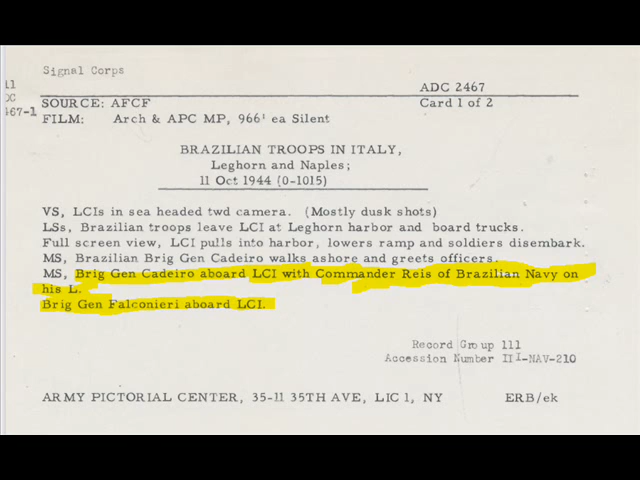 Signal Corps
11
ADC 2467
467-1
SOURCE: AFCF
Card 1 of 2
FILM: Arch & APC MP, 966' ea Silent
BRAZILIAN TROOPS IN ITALY,
Leghorn and Naples;
11 Oct 1944 (0-1015)
VS, LCIs in sea headed twd camera. (Mostly dusk shots)
LSs, Brazilian troops leave LCI at Leghorn harbor and board trucks.
Full screen view, LCI pulls into harbor, lowers ramp and soldiers disembark.
MS, Brazilian Brig Gen Cadeiro walks ashore and greets officers.
MS, Brig Gen Cadeiro aboard LCI with Commander Reis of Brazilian Navy on
his L.
Brig Gen Falconieri aboard LCI.
Record Group 111
Accession Number III-NAV-210
ARMY PICTORIAL CENTER, 35-11 35TH AVE, LIC 1, NY ERB/ek